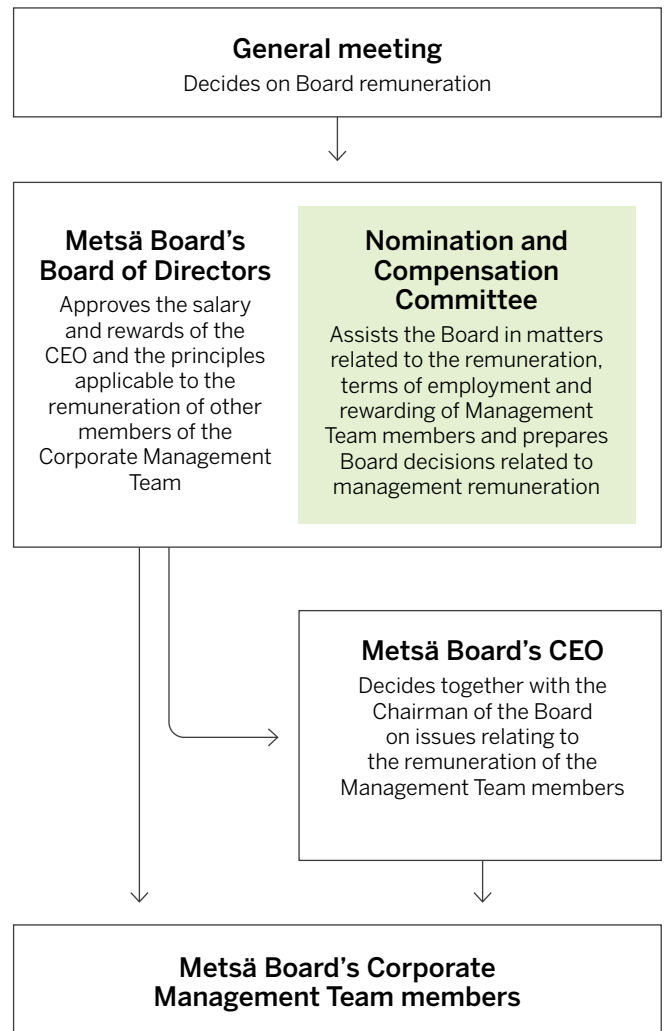 General meeting
Decides on Board remuneration
Metsä Board’s
Board of Directors
Approves the salary
and rewards of the
CEO and the principles
applicable to the
remuneration of other
members of the
Corporate Management
Team
Nomination and
Compensation
Committee
Assists the Board in matters
related to the remuneration,
terms of employment and
rewarding of Management
Team members and prepares
Board decisions related to
management remuneration
Metsä Board’s CEO
Decides together with the
Chairman of the Board
on issues relating to
the remuneration of the
Management Team members
Metsä Board’s Corporate
Management Team members